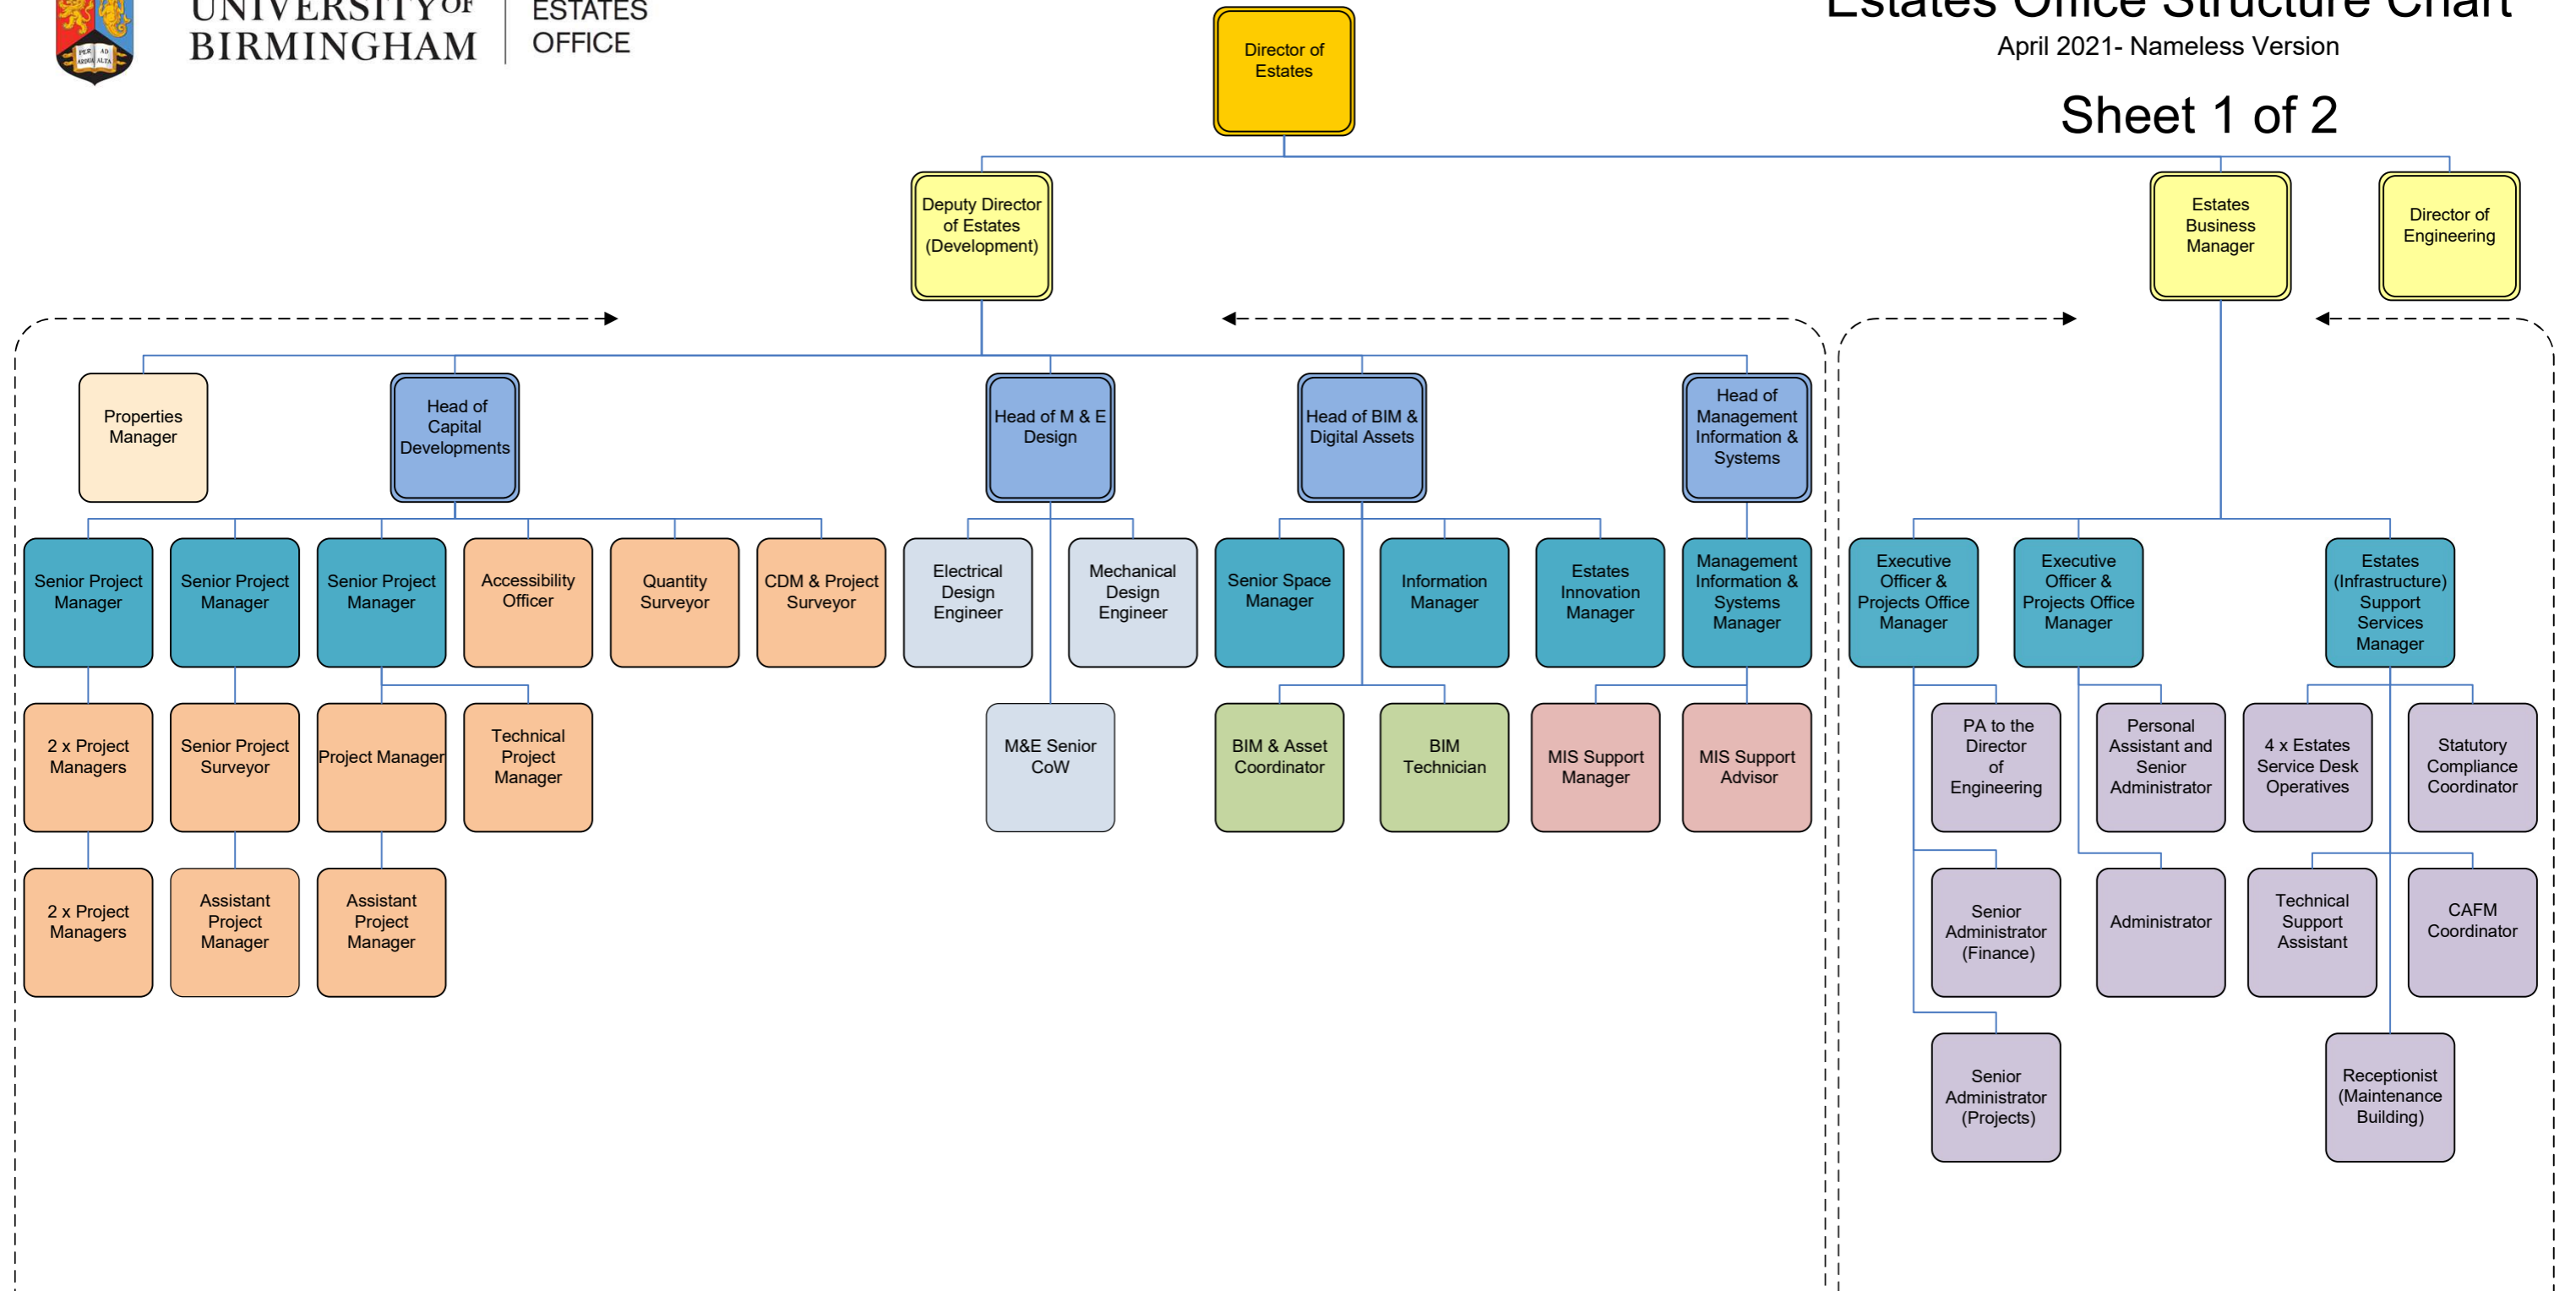 UNIVERSITY OF
BIRMINGHAM
ESTATES
OFFICE
PER AD
ARDUA ALTA
Estates Office Structure Chart
April 2021- Nameless Version
Sheet 1 of 2
Director of
Estates
Deputy Director
of Estates
(Development)
Estates
Business
Manager
Director of
Engineering
Properties
Manager
Head of
Capital
Developments
Head of M & E
Design
Head of BIM &
Digital Assets
Head of
Management
Information &
Systems
Senior Project
Manager
Senior Project
Manager
Senior Project
Manager
Accessibility
Officer
Quantity
Surveyor
CDM & Project
Surveyor
Electrical
Design
Engineer
Mechanical
Design
Engineer
Senior Space
Manager
Information
Manager
Estates
Innovation
Manager
Management
Information &
Systems
Manager
Executive
Officer &
Projects Office
Manager
Executive
Officer &
Projects Office
Manager
Estates
(Infrastructure)
Support
Services
Manager
2 x Project
Managers
Senior Project
Surveyor
Project Manager
Technical
Project
Manager
M&E Senior
CoW
BIM & Asset
Coordinator
BIM
Technician
MIS Support
Manager
MIS Support
Advisor
PA to the
Director
of
Engineering
Personal
Assistant and
Senior
Administrator
4 x Estates
Service Desk
Operatives
Statutory
Compliance
Coordinator
2 x Project
Managers
Assistant
Project
Manager
Assistant
Project
Manager
Senior
Administrator
(Finance)
Administrator
Technical
Support
Assistant
CAFM
Coordinator
Senior
Administrator
(Projects)
Receptionist
(Maintenance
Building)